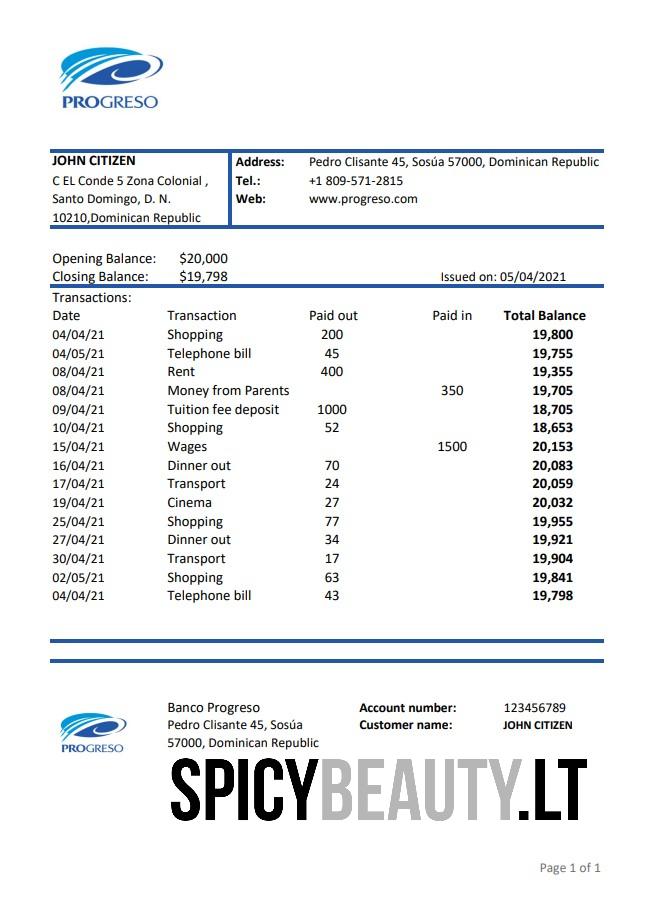 PROGRESO
JOHN CITIZEN
C EL Conde 5 Zona Colonial ,
Santo Domingo, D. N.
10210,Dominican Republic
Address: Pedro Clisante 45, Sosúa 57000, Dominican Republic
Tel.: +1 809-571-2815
Web: www.progreso.com
Opening Balance: $20,000
Closing Balance: $19,798 Issued on: 05/04/2021
Transactions:
Date Transaction Paid out Paid in Total Balance
04/04/21 Shopping 200 19,800
04/05/21 Telephone bill 45 19,755
08/04/21 Rent 400 19,355
08/04/21 Money from Parents 350 19,705
09/04/21 Tuition fee deposit 1000 18,705
10/04/21 Shopping 52 18,653
15/04/21 Wages 1500 20,153
16/04/21 Dinner out 70 20,083
17/04/21 Transport 24 20,059
19/04/21 Cinema 27 20,032
25/04/21 Shopping 77 19,955
27/04/21 Dinner out 34 19,921
30/04/21 Transport 17 19,904
02/05/21 Shopping 63 19,841
04/04/21 Telephone bill 43 19,798
PROGRESO
Banco Progreso
Pedro Clisante 45, Sosúa
57000, Dominican Republic
Account number: 123456789
Customer name: JOHN CITIZEN
SPICYBEAUTY.LT
Page 1 of 1